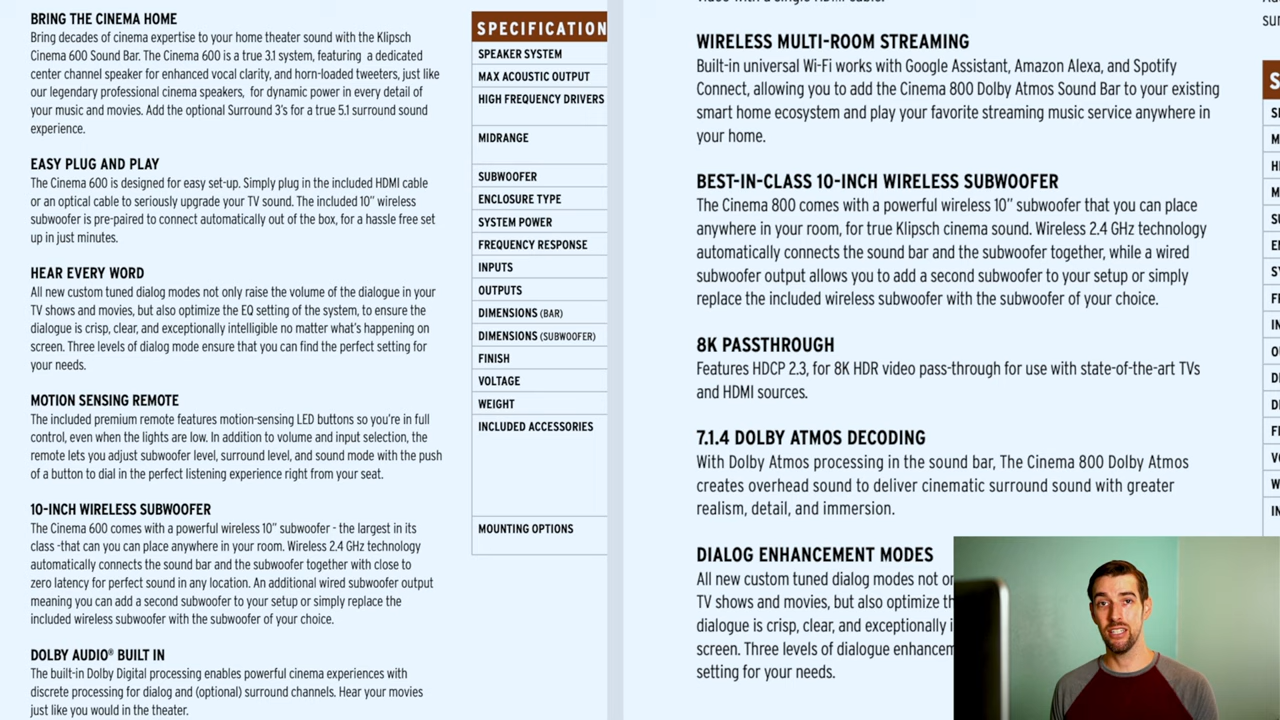 BRING THE CINEMA HOME
Bring decades of cinema expertise to your home theater sound with the Klipsch
Cinema 600 Sound Bar. The Cinema 600 is a true 3.1 system, featuring a dedicated
center channel speaker for enhanced vocal clarity, and horn-loaded tweeters, just like
our legendary professional cinema speakers, for dynamic power in every detail of
your music and movies. Add the optional Surround 3's for a true 5.1 surround sound
experience.
EASY PLUG AND PLAY
The Cinema 600 is designed for easy set-up. Simply plug in the included HDMI cable
or an optical cable to seriously upgrade your TV sound. The included 10" wireless
subwoofer is pre-paired to connect automatically out of the box, for a hassle free set
up in just minutes.
HEAR EVERY WORD
All new custom tuned dialog modes not only raise the volume of the dialogue in your
TV shows and movies, but also optimize the EQ setting of the system, to ensure the
dialogue is crisp, clear, and exceptionally intelligible no matter what's happening on
screen. Three levels of dialog mode ensure that you can find the perfect setting for
your needs.
MOTION SENSING REMOTE
The included premium remote features motion-sensing LED buttons so you're in full
control, even when the lights are low. In addition to volume and input selection, the
remote lets you adjust subwoofer level, surround level, and sound mode with the push
of a button to dial in the perfect listening experience right from your seat.
10-INCH WIRELESS SUBWOOFER
The Cinema 600 comes with a powerful wireless 10" subwoofer - the largest in its
class -that can you can place anywhere in your room. Wireless 2.4 GHz technology
automatically connects the sound bar and the subwoofer together with close to
zero latency for perfect sound in any location. An additional wired subwoofer output
meaning you can add a second subwoofer to your setup or simply replace the
included wireless subwoofer with the subwoofer of your choice.
DOLBY AUDIO® BUILT IN
The built-in Dolby Digital processing enables powerful cinema experiences with
discrete processing for dialog and (optional) surround channels. Hear your movies
just like you would in the theater.
SPECIFICATION
SPEAKER SYSTEM
MAX ACOUSTIC OUTPUT
HIGH FREQUENCY DRIVERS
MIDRANGE
SUBWOOFER
ENCLOSURE TYPE
SYSTEM POWER
FREQUENCY RESPONSE
INPUTS
OUTPUTS
DIMENSIONS (BAR)
DIMENSIONS (SUBWOOFER)
FINISH
VOLTAGE
WEIGHT
INCLUDED ACCESSORIES
MOUNTING OPTIONS
WIRELESS MULTI-ROOM STREAMING
Built-in universal Wi-Fi works with Google Assistant, Amazon Alexa, and Spotify
Connect, allowing you to add the Cinema 800 Dolby Atmos Sound Bar to your existing
smart home ecosystem and play your favorite streaming music service anywhere in
your home.
BEST-IN-CLASS 10-INCH WIRELESS SUBWOOFER
The Cinema 800 comes with a powerful wireless 10" subwoofer that you can place
anywhere in your room, for true Klipsch cinema sound. Wireless 2.4 GHz technology
automatically connects the sound bar and the subwoofer together, while a wired
subwoofer output allows you to add a second subwoofer to your setup or simply
replace the included wireless subwoofer with the subwoofer of your choice.
8K PASSTHROUGH
Features HDCP 2.3, for 8K HDR video pass-through for use with state-of-the-art TVs
and HDMI sources.
7.1.4 DOLBY ATMOS DECODING
With Dolby Atmos processing in the sound bar, The Cinema 800 Dolby Atmos
creates overhead sound to deliver cinematic surround sound with greater
realism, detail, and immersion.
DIALOG ENHANCEMENT MODES
All new custom tuned dialog modes not
TV shows and movies, but also optimize
dialogue is crisp, clear, and exceptionally
screen. Three levels of dialogue
setting for your needs.